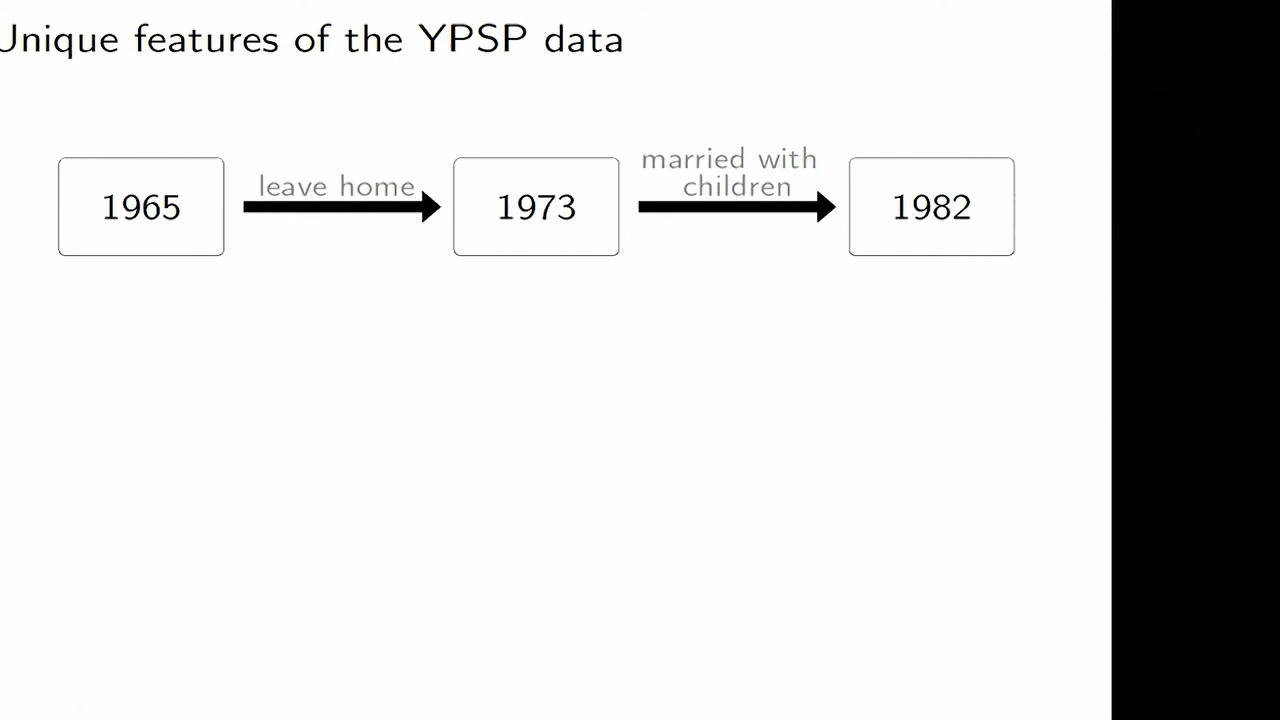 Unique features of the YPSP data
married with
leave home
children
1965
1973
1982